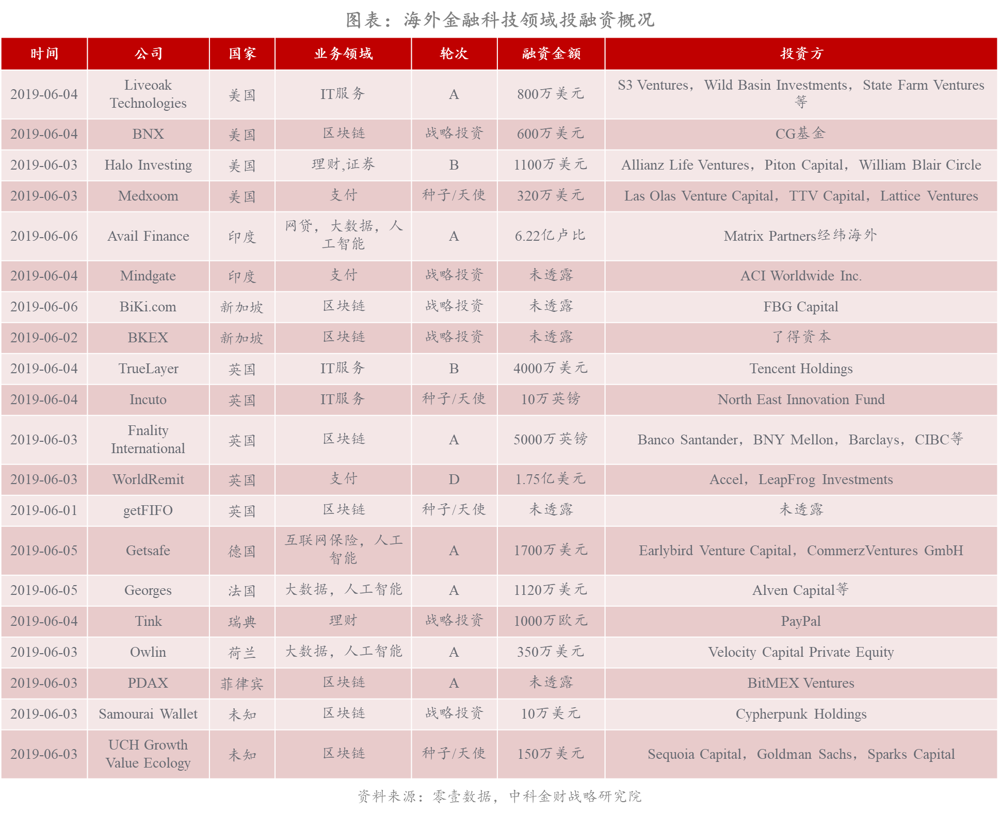 图表：海外金融科技领域投融资概况
时间 公司 国家 业务领域 轮次 融资金额 投资方
2019-06-04 Liveoak Technologies 美国 IT服务 A 800万美元 S3 Ventures，Wild Basin Investments，State Farm Ventures等
2019-06-04 BNX 美国 区块链 战略投资 600万美元 CG基金
2019-06-03 Halo Investing 美国 理财,证券 B 1100万美元 Allianz Life Ventures，Piton Capital，William Blair Circle
2019-06-03 Medxoom 美国 支付 种子/天使 320万美元 Las Olas Venture Capital，TTV Capital，Lattice Ventures
2019-06-06 Avail Finance 印度 网贷，大数据，人工智能 A 6.22亿卢比 Matrix Partners经纬海外
2019-06-04 Mindgate 印度 支付 战略投资 未透露 ACI Worldwide Inc.
2019-06-06 BiKi.com 新加坡 区块链 战略投资 未透露 FBG Capital
2019-06-02 BKEX 新加坡 区块链 战略投资 未透露 了得资本
2019-06-04 TrueLayer 英国 IT服务 B 4000万美元 Tencent Holdings
2019-06-04 Incuto 英国 IT服务 种子/天使 10万英镑 North East Innovation Fund
2019-06-03 Fnality International 英国 区块链 A 5000万英镑 Banco Santander，BNY Mellon，Barclays，CIBC等
2019-06-03 WorldRemit 英国 支付 D 1.75亿美元 Accel，LeapFrog Investments
2019-06-01 getFIFO 英国 区块链 种子/天使 未透露 未透露
2019-06-05 Getsafe 德国 互联网保险，人工智能 A 1700万美元 Earlybird Venture Capital，CommerzVentures GmbH
2019-06-05 Georges 法国 大数据，人工智能 A 1120万美元 Alven Capital等
2019-06-04 Tink 瑞典 理财 战略投资 1000万欧元 PayPal
2019-06-03 Owlin 荷兰 大数据，人工智能 A 350万美元 Velocity Capital Private Equity
2019-06-03 PDAX 菲律宾 区块链 A 未透露 BitMEX Ventures
2019-06-03 Samourai Wallet 未知 区块链 战略投资 10万美元 Cypherpunk Holdings
2019-06-03 UCH Growth Value Ecology 未知 区块链 种子/天使 150万美元 Sequoia Capital，Goldman Sachs，Sparks Capital
资料来源：零壹数据，中科金财战略研究院